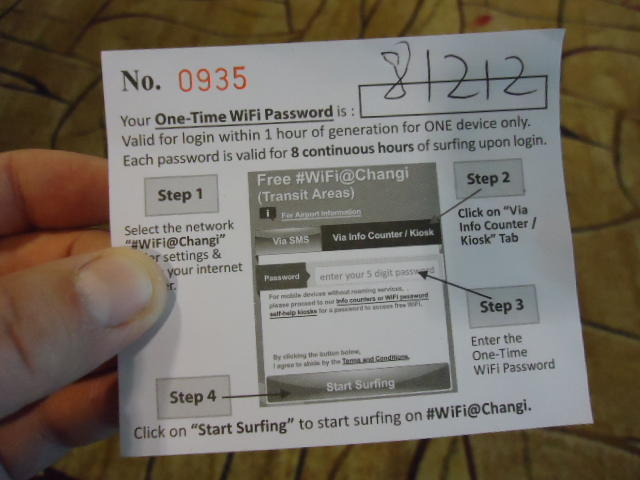 No. 0935
81212
Your One-Time WiFi Password is :
Valid for login within 1 hour of generation for ONE device only.
Each password is valid for 8 continuous hours of surfing upon login.
Step 1
Select the network
"#WiFi@Changi"
settings &
your internet
Free #WiFi@Changi
(Transit Areas)
i For Airport Information
Via SMS Via Info Counter / Kiosk
Password enter your 5 digit password
For mobile devices without roaming services,
please proceed to our info counters or WiFi password
self-help kiosks for a password to access free WiFi.
By clicking the button below,
I agree to abide by the Terms and Conditions.
Start Surfing
Step 2
Click on "Via
Info Counter /
Kiosk" Tab
Step 3
Enter the
One-Time
WiFi Password
Step 4
Click on "Start Surfing" to start surfing on #WiFi@Changi.